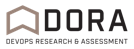 DORA
DEVOPS RESEARCH & ASSESSMENT